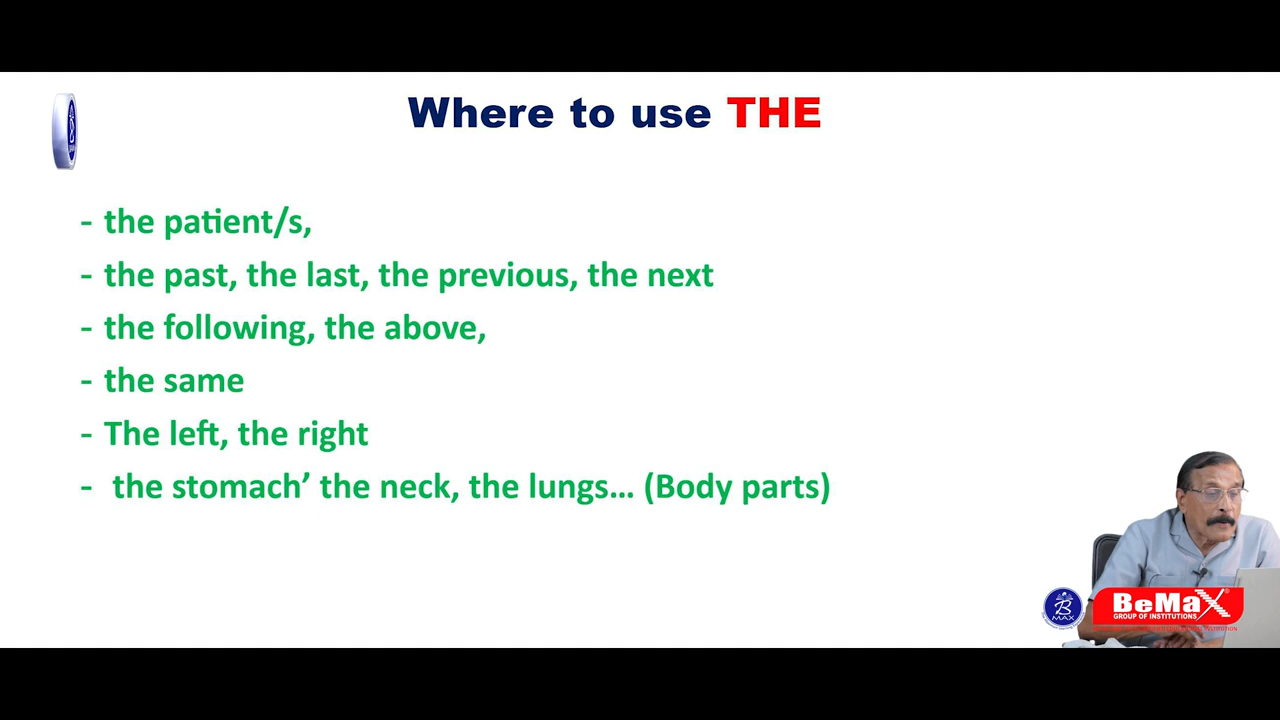 Where to use THE
- the patient/s,
- the past, the last, the previous, the next
- the following, the above,
- the same
- The left, the right
- the stomach’ the neck, the lungs... (Body parts)
B
MAX
BeMaX
GROUP OF INSTITUTIONS